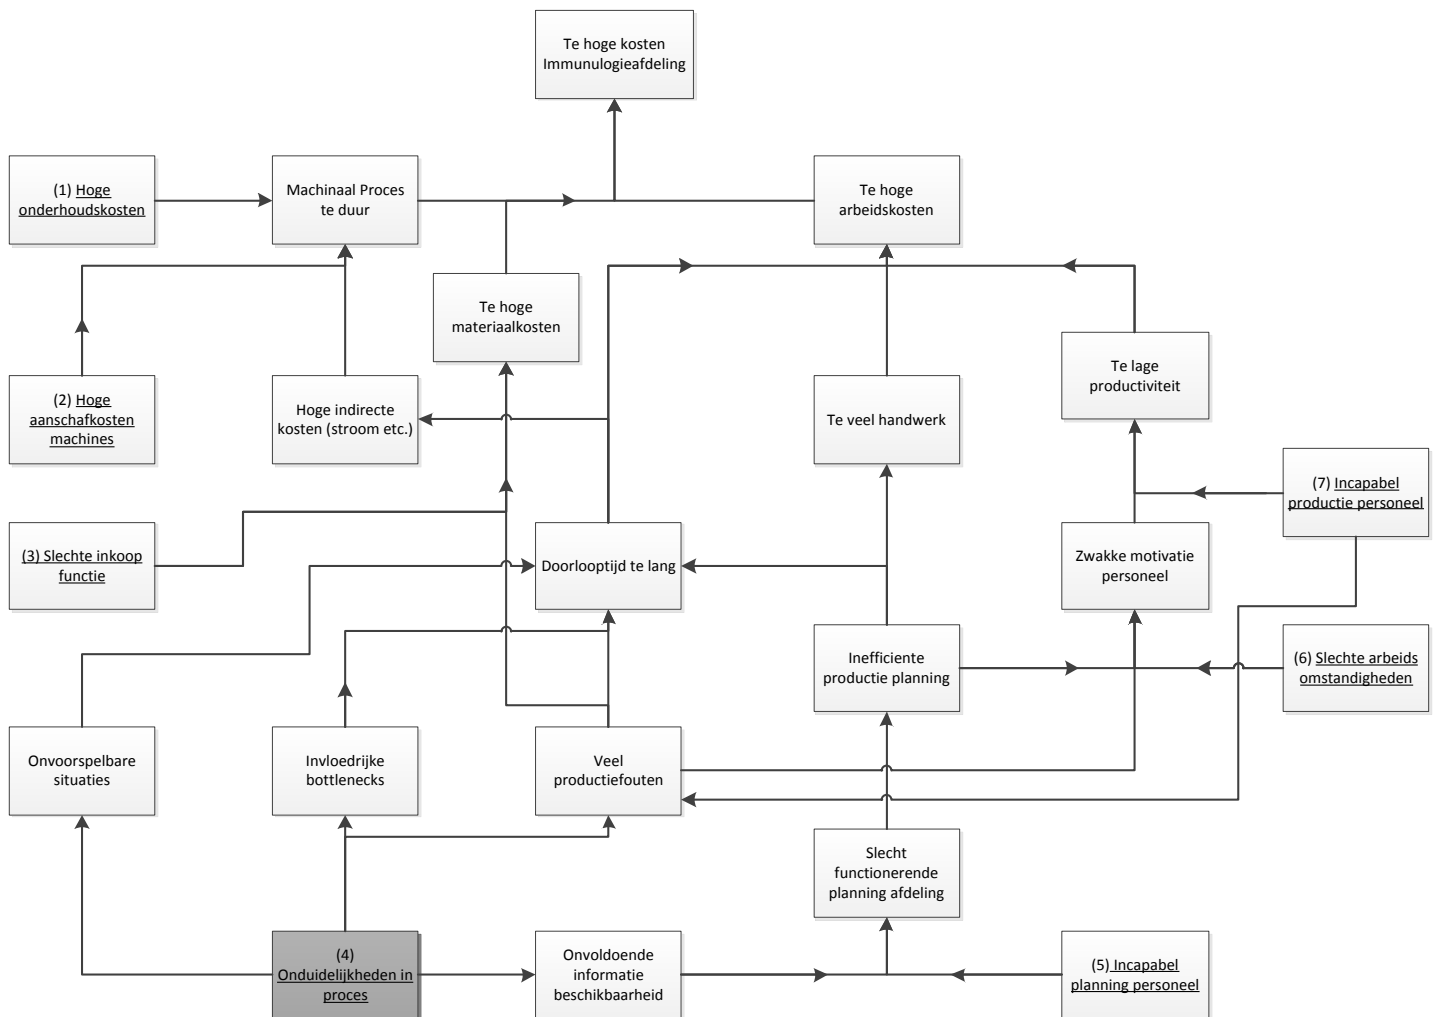 Te hoge kosten
Immunulogieafdeling
(1) Hoge
onderhoudskosten
Machinaal Proces
te duur
Te hoge
arbeidskosten
Te hoge
materiaalkosten
Te lage
productiviteit
(2) Hoge
aanschafkosten
machines
Hoge indirecte
kosten (stroom etc.)
Te veel handwerk
(7) Incapabel
productie personeel
(3) Slechte inkoop
functie
Doorlooptijd te lang
Zwakke motivatie
personeel
Inefficiente
productie planning
(6) Slechte arbeids
omstandigheden
Onvoorspelbare
situaties
Invloedrijke
bottlenecks
Veel
productiefouten
Slecht
functionerende
planning afdeling
(4)
Onduidelijkheden in
proces
Onvoldoende
informatie
beschikbaarheid
(5) Incapabel
planning personeel